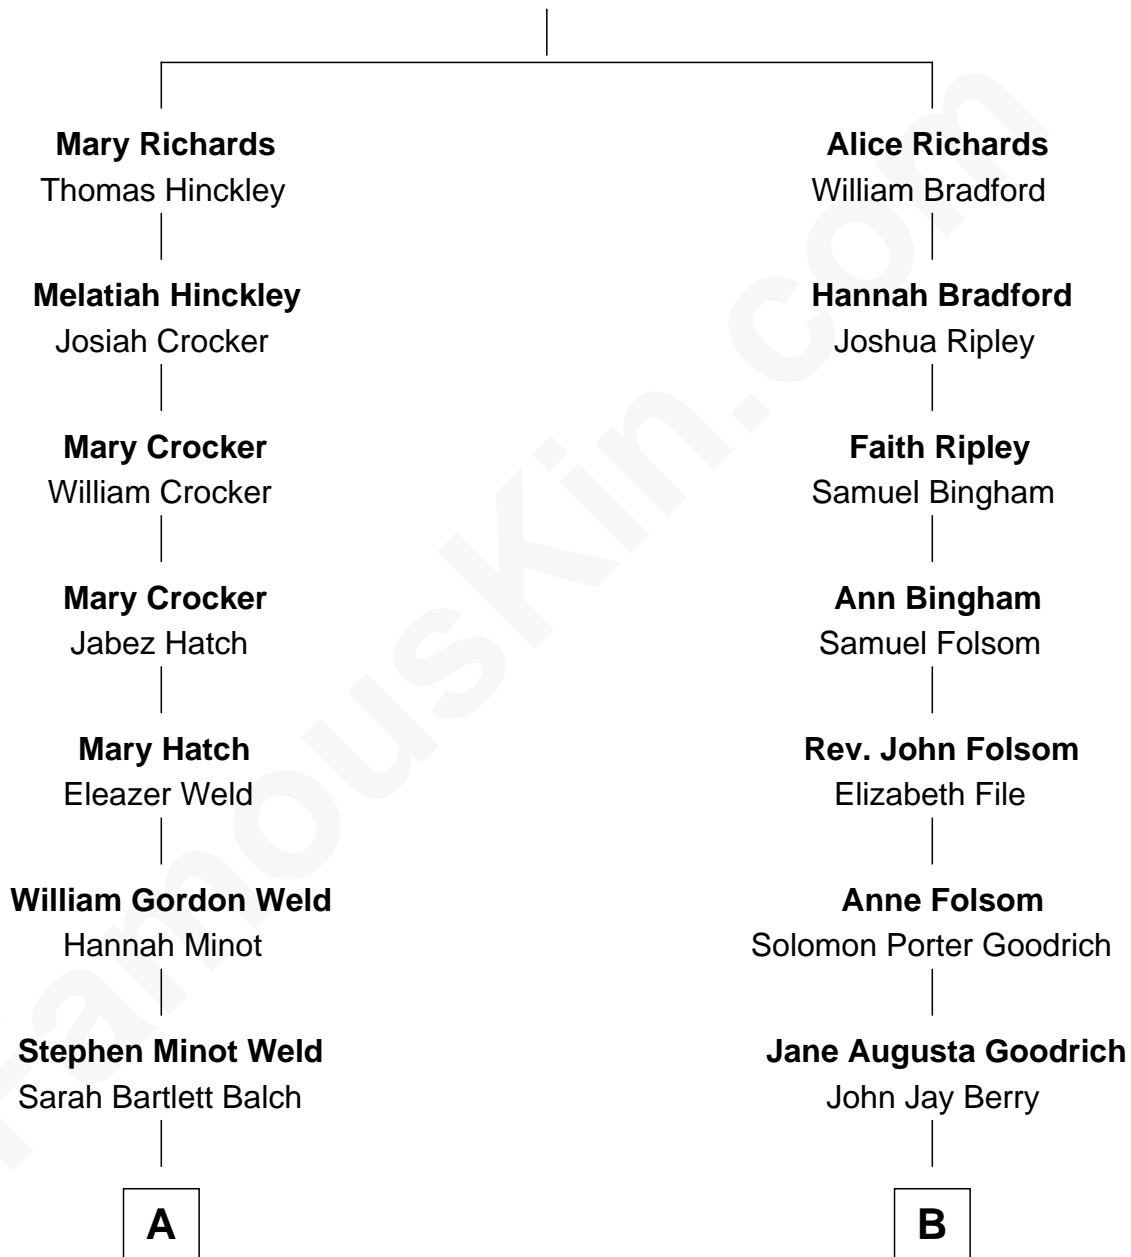 Mary Richards
Thomas Hinckley
Melatiah Hinckley
Josiah Crocker
Mary Crocker
William Crocker
Mary Crocker
Jabez Hatch
Mary Hatch
Eleazer Weld
William Gordon Weld
Hannah Minot
Stephen Minot Weld
Sarah Bartlett Balch
A
Alice Richards
William Bradford
Hannah Bradford
Joshua Ripley
Faith Ripley
Samuel Bingham
Ann Bingham
Samuel Folsom
Rev. John Folsom
Elizabeth File
Anne Folsom
Solomon Porter Goodrich
Jane Augusta Goodrich
John Jay Berry
B
FamousKin.com